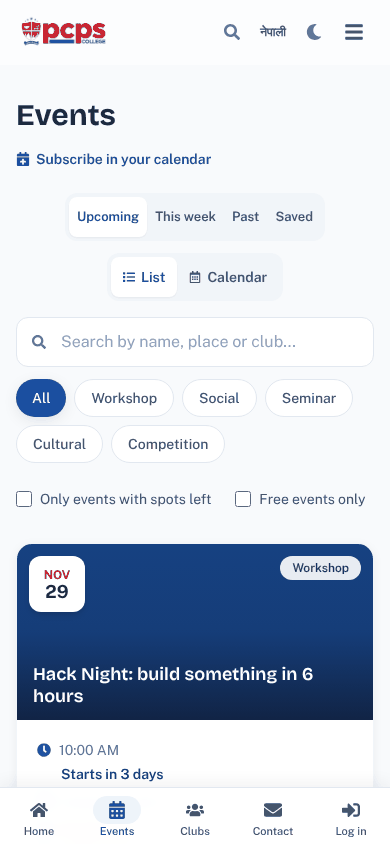 pcps
COLLEGE
नेपाली
Events
Subscribe in your calendar
Upcoming This week Past Saved
List Calendar
Search by name, place or club...
All Workshop Social Seminar
Cultural Competition
Only events with spots left Free events only
NOV
29
Workshop
Hack Night: build something in 6
hours
10:00 AM
Starts in 3 days
Home Events Clubs Contact Log in